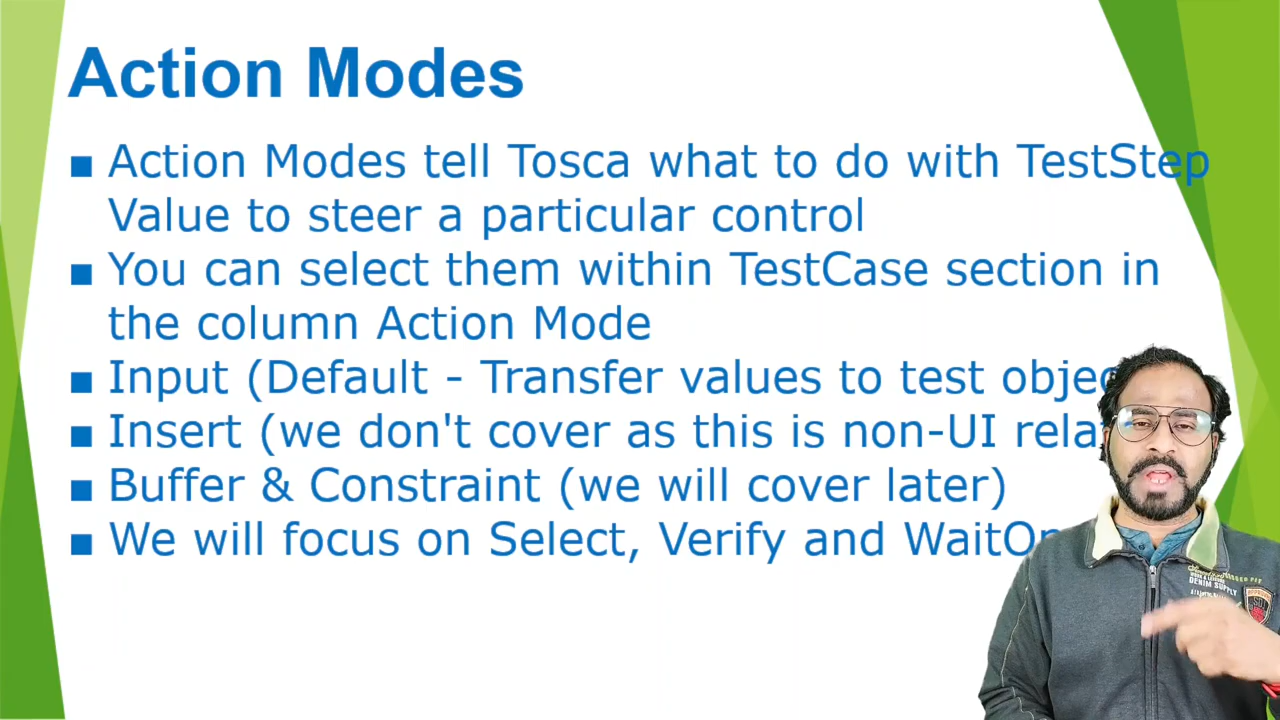 Action Modes
■ Action Modes tell Tosca what to do with TestStep
Value to steer a particular control
■ You can select them within TestCase section in
the column Action Mode
■ Input (Default - Transfer values to test
■ Insert (we don't cover as this is non-UI
■ Buffer & Constraint (we will cover later)
■ We will focus on Select, Verify and
DENIM SUPPLY